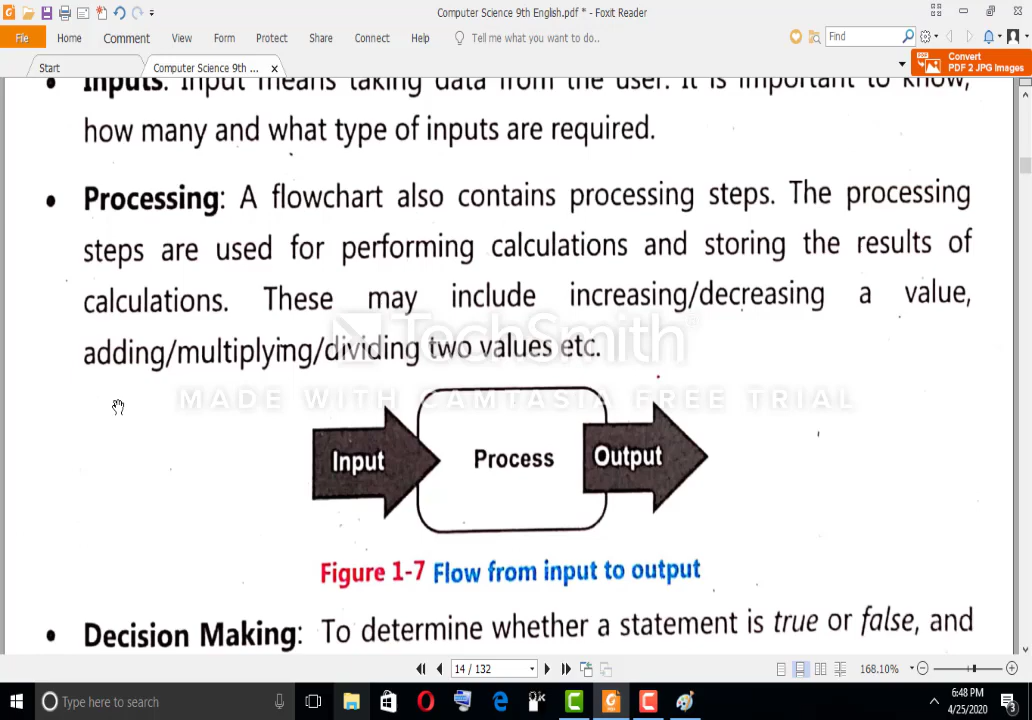 Computer Science 9th English.pdf * - Foxit Reader
File Home Comment View Form Protect Share Connect Help Tell me what you want to do.. Find
Start Computer Science 9th ... Convert
PDF 2 JPG Images
• Inputs: Input means taking data from the user. It is important to know,
how many and what type of inputs are required.
• Processing: A flowchart also contains processing steps. The processing
steps are used for performing calculations and storing the results of
calculations. These may include increasing/decreasing a value,
adding/multiplying/dividing two values etc.
TechSmith
MADE WITH CAMTASIA FREE TRIAL
Input Process Output
Figure 1-7 Flow from input to output
• Decision Making: To determine whether a statement is true or false, and
14 / 132 168.10%
Type here to search
6:48 PM
4/25/2020
3